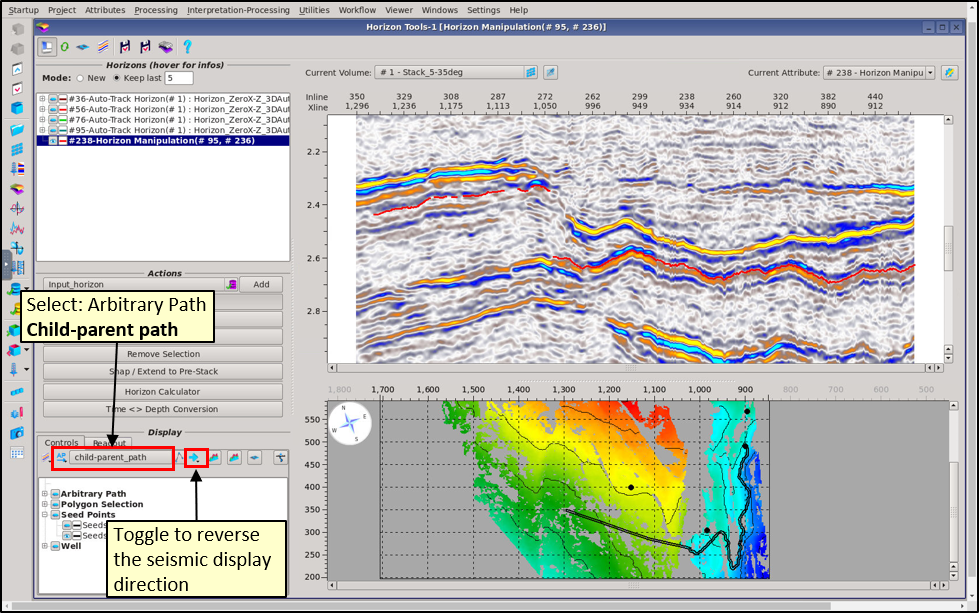 Startup Project Attributes Processing Interpretation-Processing Utilities Workflow Viewer Windows Settings Help
Horizon Tools-1 [Horizon Manipulation(# 95, # 236)]
Horizons (hover for infos)
Mode: New Keep last 5
#36-Auto-Track Horizon(# 1) : Horizon_ZeroX-Z_3DAut
#56-Auto-Track Horizon(# 1) : Horizon_ZeroX-Z_3DAut
#76-Auto-Track Horizon(# 1) : Horizon_ZeroX-Z_3DAut
#95-Auto-Track Horizon(# 1) : Horizon_ZeroX-Z_3DAut
#238-Horizon Manipulation(# 95, # 236)
Actions
Input_horizon Add
Select: Arbitrary Path
Child-parent path
Remove Selection
Snap / Extend to Pre-Stack
Horizon Calculator
Time <> Depth Conversion
Display
Controls Readout
AP child-parent_path
Arbitrary Path
Polygon Selection
Seed Points
Seeds
Seeds
Well
Toggle to reverse
the seismic display
direction
Current Volume: # 1 - Stack_5-35deg Current Attribute: # 238 - Horizon Manipu
Inline 350 329 308 287 272 262 249 260 320 380 440
Xline 1,296 1,236 1,175 1,113 1,050 992 949 938 914 912 890 912
2.2
2.4
2.6
2.8
1,800 1,700 1,600 1,500 1,400 1,300 1,200 1,100 1,000 900 800 700 600 500
N
W E
S
550
500
450
400
350
300
250
200